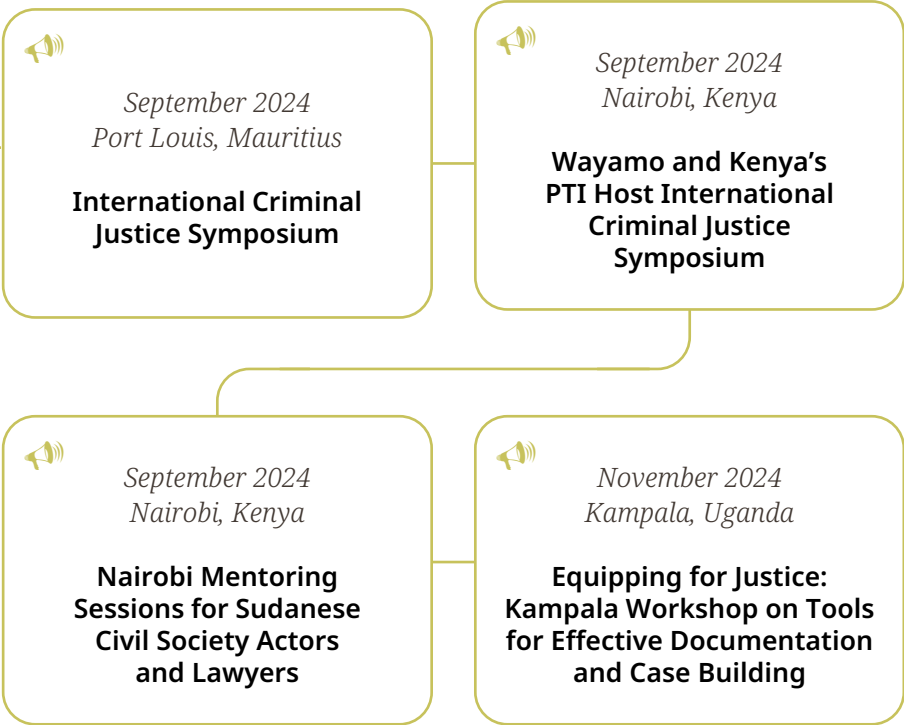 September 2024
Port Louis, Mauritius
International Criminal
Justice Symposium
September 2024
Nairobi, Kenya
Wayamo and Kenya’s
PTI Host International
Criminal Justice
Symposium
September 2024
Nairobi, Kenya
Nairobi Mentoring
Sessions for Sudanese
Civil Society Actors
and Lawyers
November 2024
Kampala, Uganda
Equipping for Justice:
Kampala Workshop on Tools
for Effective Documentation
and Case Building